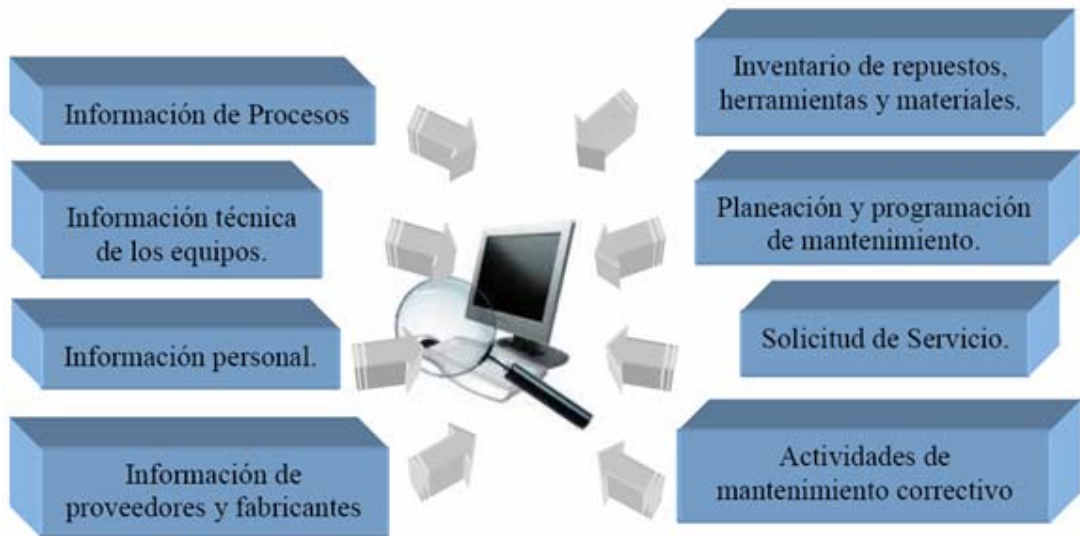 Información de Procesos
Información técnica
de los equipos.
Información personal.
Información de
proveedores y fabricantes
Inventario de repuestos,
herramientas y materiales.
Planeación y programación
de mantenimiento.
Solicitud de Servicio.
Actividades de
mantenimiento correctivo